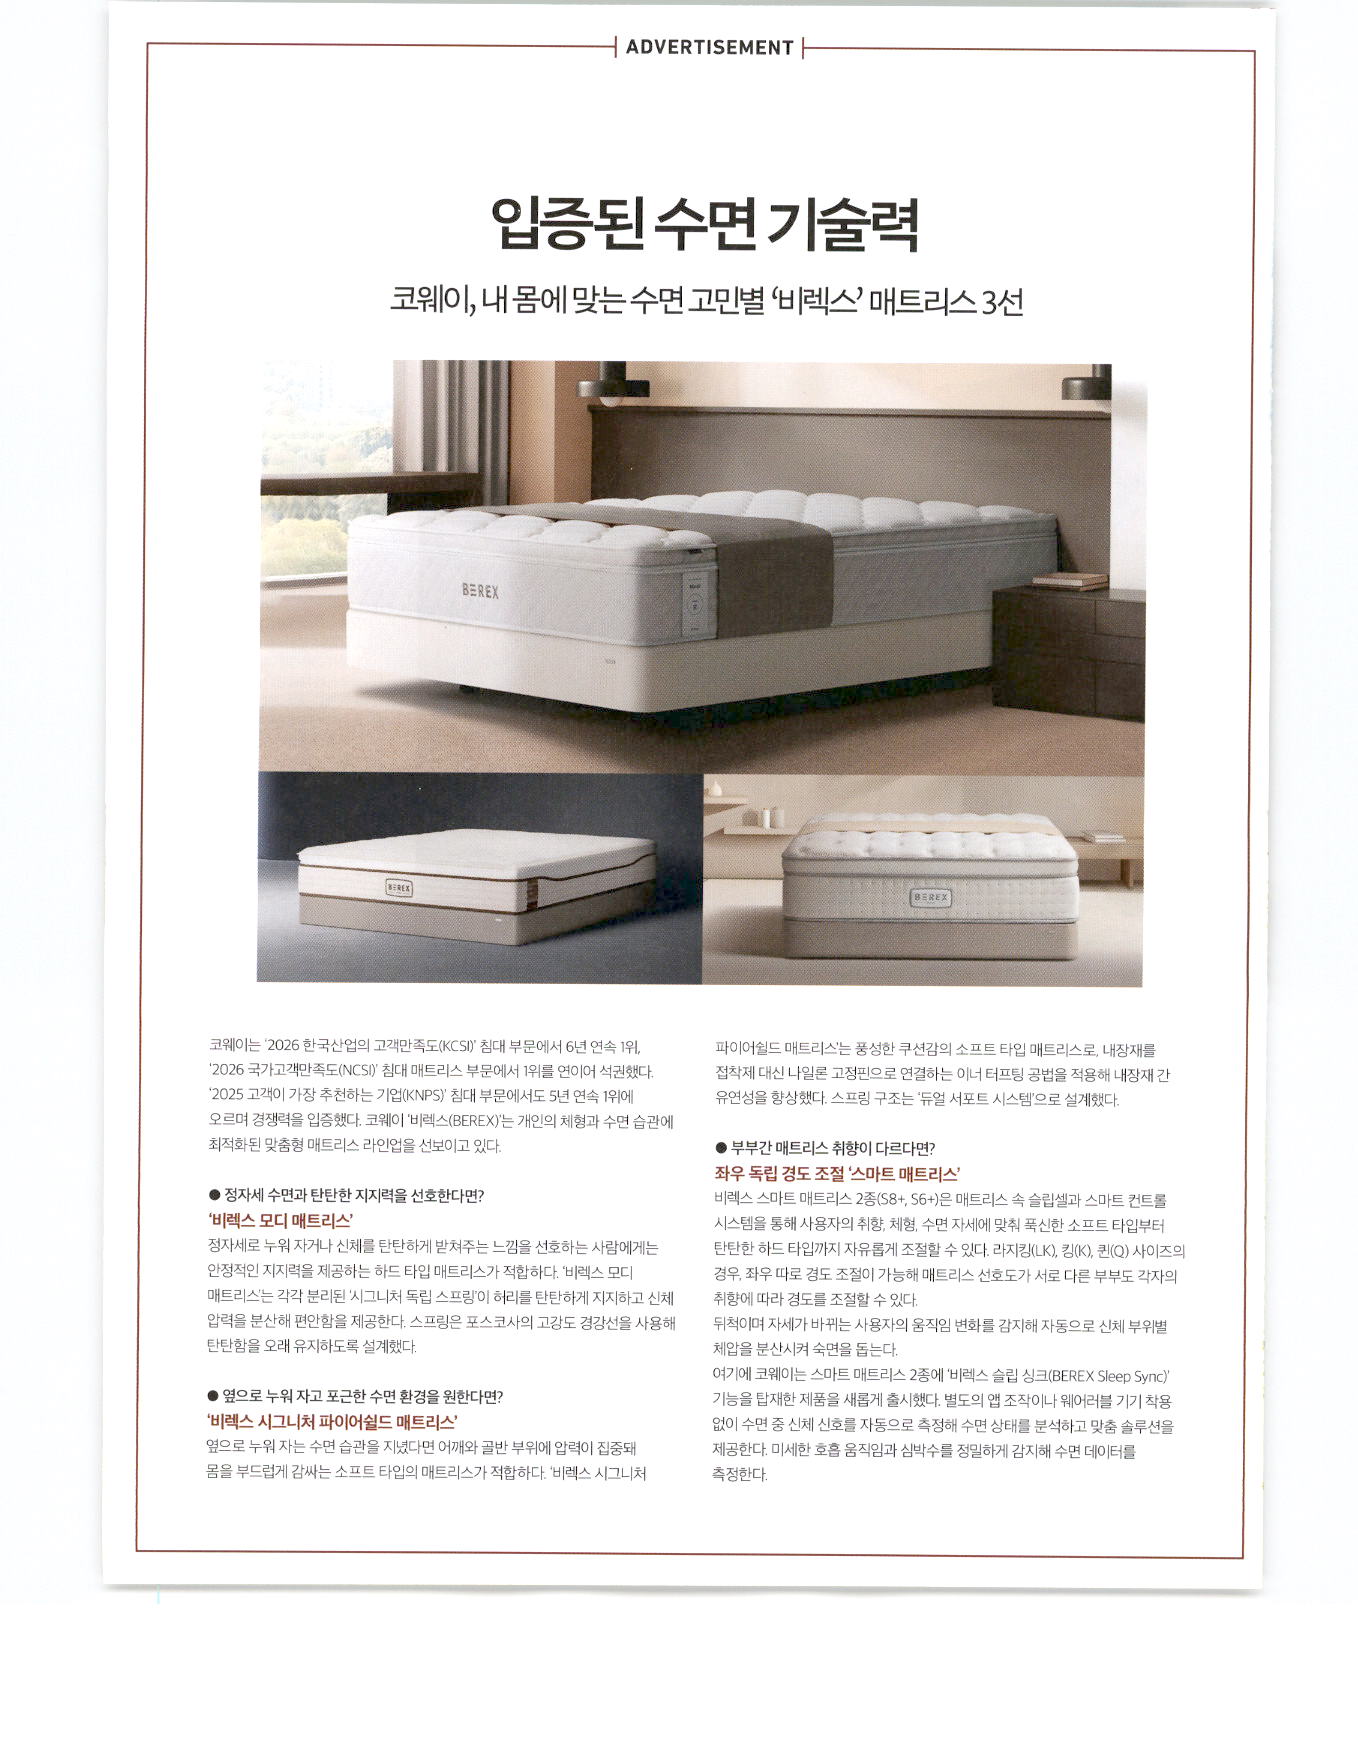 ADVERTISEMENT
입증된 수면 기술력
코웨이, 내 몸에 맞는 수면 고민별 ‘비렉스’ 매트리스 3선
BEREX
BEREX
BEREX
코웨이는 ‘2026 한국산업의 고객만족도(KCSI)’ 침대 부문에서 6년 연속 1위,
‘2026 국가고객만족도(NCSI)’ 침대 매트리스 부문에서 1위를 연이어 석권했다.
‘2025 고객이 가장 추천하는 기업(KNPS)’ 침대 부문에서도 5년 연속 1위에
오르며 경쟁력을 입증했다. 코웨이 ‘비렉스(BEREX)’는 개인의 체형과 수면 습관에
최적화된 맞춤형 매트리스 라인업을 선보이고 있다.
● 정자세 수면과 탄탄한 지지력을 선호한다면?
‘비렉스 모디 매트리스’
정자세로 누워 자거나 신체를 탄탄하게 받쳐주는 느낌을 선호하는 사람에게는
안정적인 지지력을 제공하는 하드 타입 매트리스가 적합하다. ‘비렉스 모디
매트리스’는 각각 분리된 ‘시그니처 독립 스프링’이 허리를 탄탄하게 지지하고 신체
압력을 분산해 편안함을 제공한다. 스프링은 포스코사의 고강도 경강선을 사용해
탄탄함을 오래 유지하도록 설계했다.
● 옆으로 누워 자고 포근한 수면 환경을 원한다면?
‘비렉스 시그니처 파이어쉴드 매트리스’
옆으로 누워 자는 수면 습관을 지녔다면 어깨와 골반 부위에 압력이 집중돼
몸을 부드럽게 감싸는 소프트 타입의 매트리스가 적합하다. ‘비렉스 시그니처
파이어쉴드 매트리스’는 풍성한 쿠션감의 소프트 타입 매트리스로, 내장재를
접착제 대신 나일론 고정핀으로 연결하는 이너 터프팅 공법을 적용해 내장재 간
유연성을 향상했다. 스프링 구조는 ‘듀얼 서포트 시스템’으로 설계했다.
● 부부간 매트리스 취향이 다르다면?
좌우 독립 경도 조절 ‘스마트 매트리스’
비렉스 스마트 매트리스 2종(S8+, S6+)은 매트리스 속 슬립셀과 스마트 컨트롤
시스템을 통해 사용자의 취향, 체형, 수면 자세에 맞춰 푹신한 소프트 타입부터
탄탄한 하드 타입까지 자유롭게 조절할 수 있다. 라지킹(LK), 킹(K), 퀸(Q) 사이즈의
경우, 좌우 따로 경도 조절이 가능해 매트리스 선호도가 서로 다른 부부도 각자의
취향에 따라 경도를 조절할 수 있다.
뒤척이며 자세가 바뀌는 사용자의 움직임 변화를 감지해 자동으로 신체 부위별
체압을 분산시켜 숙면을 돕는다.
여기에 코웨이는 스마트 매트리스 2종에 ‘비렉스 슬립 싱크(BEREX Sleep Sync)’
기능을 탑재한 제품을 새롭게 출시했다. 별도의 앱 조작이나 웨어러블 기기 착용
없이 수면 중 신체 신호를 자동으로 측정해 수면 상태를 분석하고 맞춤 솔루션을
제공한다. 미세한 호흡 움직임과 심박수를 정밀하게 감지해 수면 데이터를
측정한다.